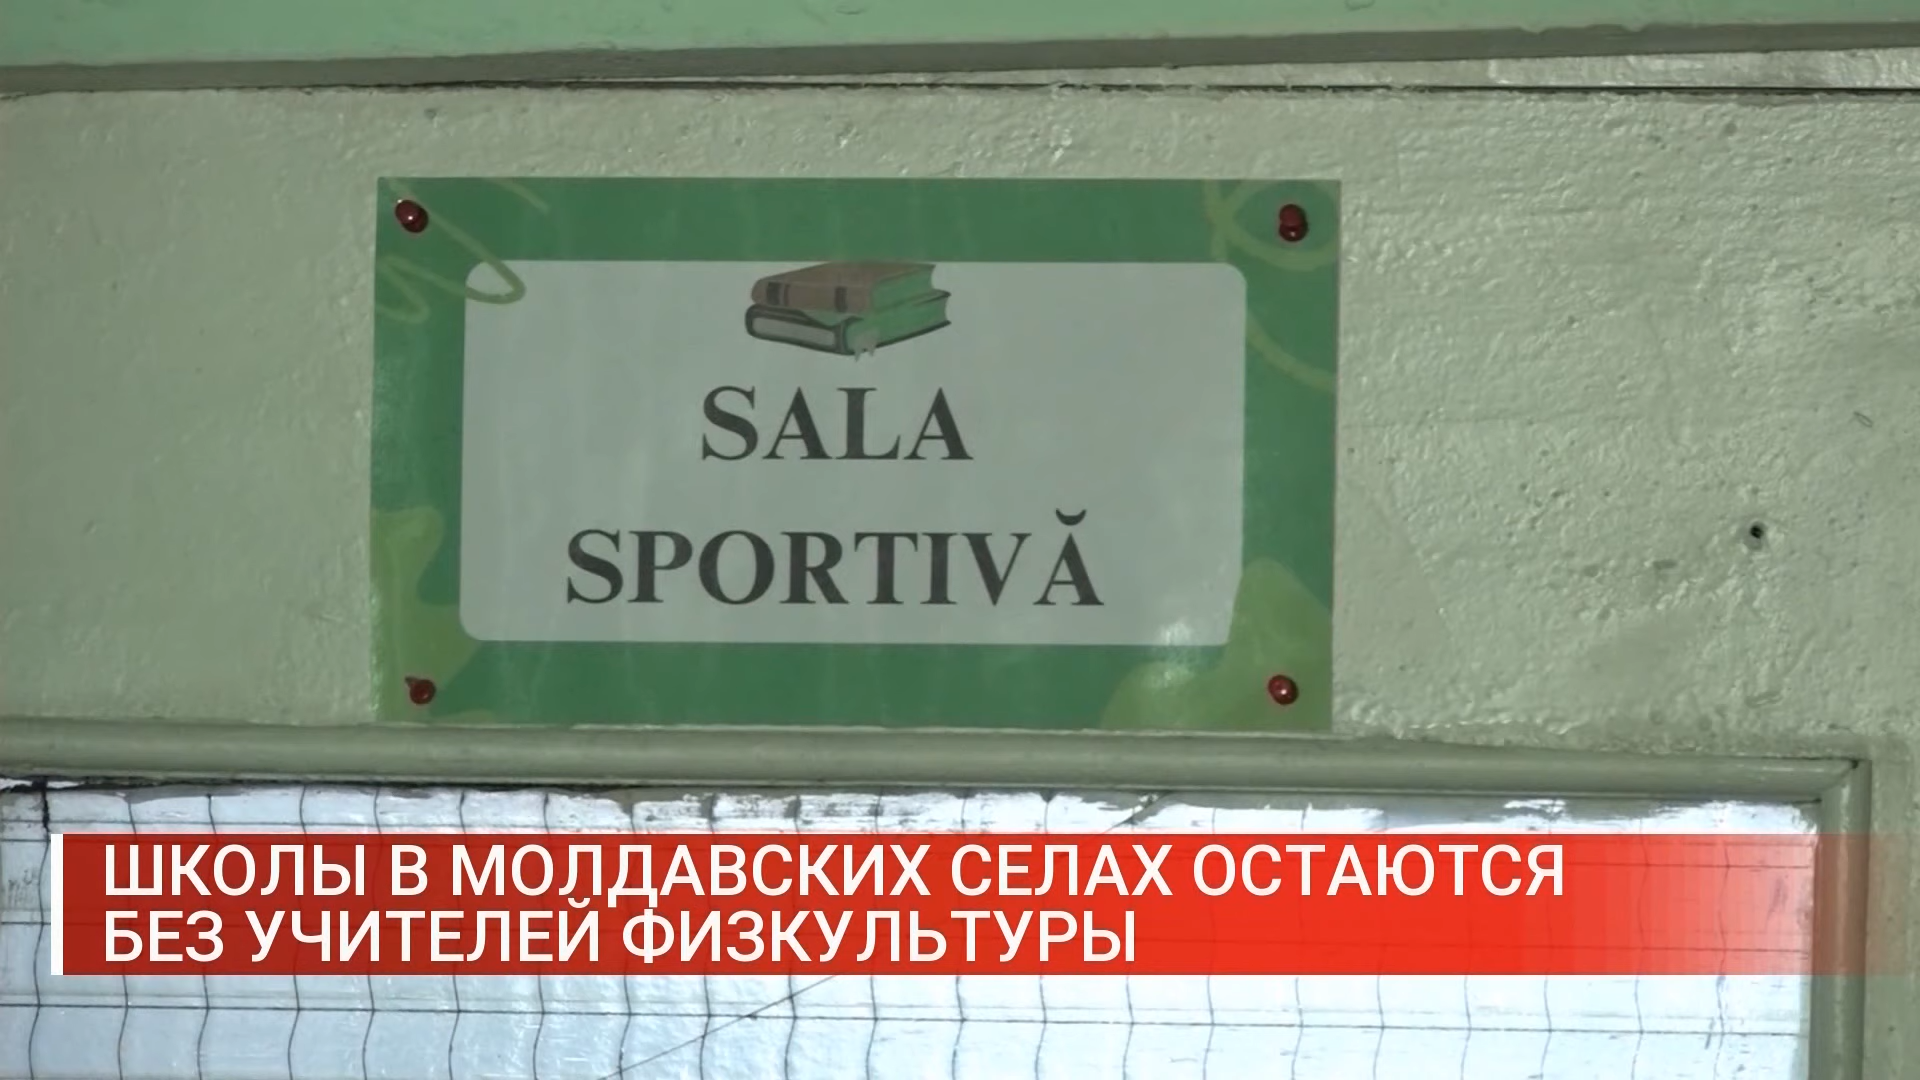 SALA
SPORTIVĂ
ШКОЛЫ В МОЛДАВСКИХ СЕЛАХ ОСТАЮТСЯ
БЕЗ УЧИТЕЛЕЙ ФИЗКУЛЬТУРЫ